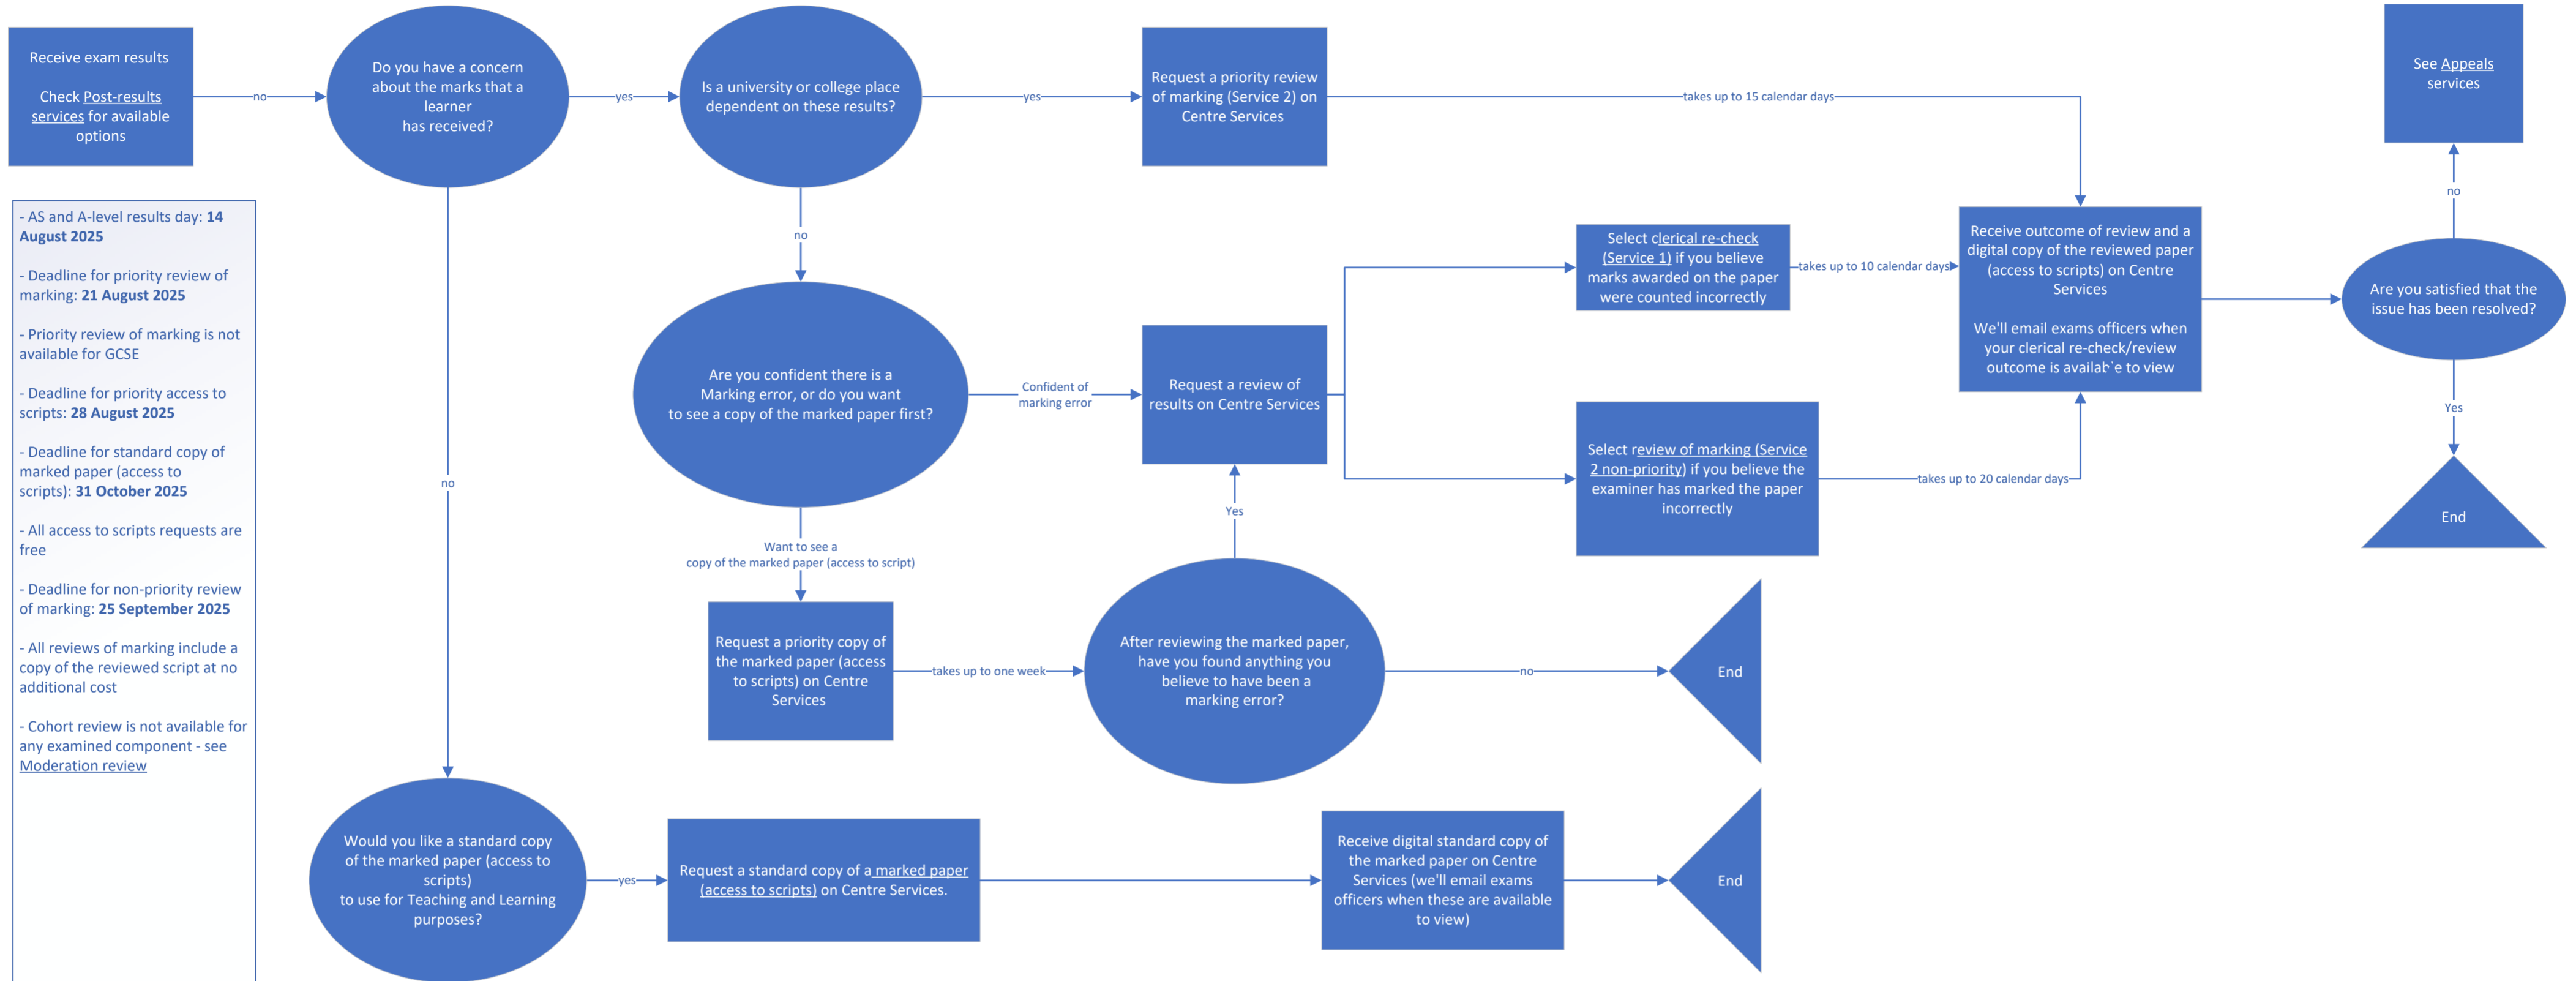 Receive exam results
Check Post-results
services for available
options
no
Do you have a concern
about the marks that a
learner
has received?
yes
Is a university or college place
dependent on these results?
yes
Request a priority review
of marking (Service 2) on
Centre Services
takes up to 15 calendar days
See Appeals
services
no
- AS and A-level results day: 14
August 2025
- Deadline for priority review of
marking: 21 August 2025
- Priority review of marking is not
available for GCSE
- Deadline for priority access to
scripts: 28 August 2025
- Deadline for standard copy of
marked paper (access to
scripts): 31 October 2025
- All access to scripts requests are
free
- Deadline for non-priority review
of marking: 25 September 2025
- All reviews of marking include a
copy of the reviewed script at no
additional cost
- Cohort review is not available for
any examined component - see
Moderation review
no
Are you confident there is a
Marking error, or do you want
to see a copy of the marked paper first?
Confident of
marking error
Request a review of
results on Centre Services
Select clerical re-check
(Service 1) if you believe
marks awarded on the paper
were counted incorrectly
takes up to 10 calendar days
Select review of marking (Service
2 non-priority) if you believe the
examiner has marked the paper
incorrectly
takes up to 20 calendar days
Receive outcome of review and a
digital copy of the reviewed paper
(access to scripts) on Centre
Services
We'll email exams officers when
your clerical re-check/review
outcome is available to view
Are you satisfied that the
issue has been resolved?
Yes
End
no
Want to see a
copy of the marked paper (access to script)
Request a priority copy of
the marked paper (access
to scripts) on Centre
Services
takes up to one week
After reviewing the marked paper,
have you found anything you
believe to have been a
marking error?
Yes
no
End
Would you like a standard copy
of the marked paper (access to
scripts)
to use for Teaching and Learning
purposes?
yes
Request a standard copy of a marked paper
(access to scripts) on Centre Services.
Receive digital standard copy of
the marked paper on Centre
Services (we'll email exams
officers when these are available
to view)
End